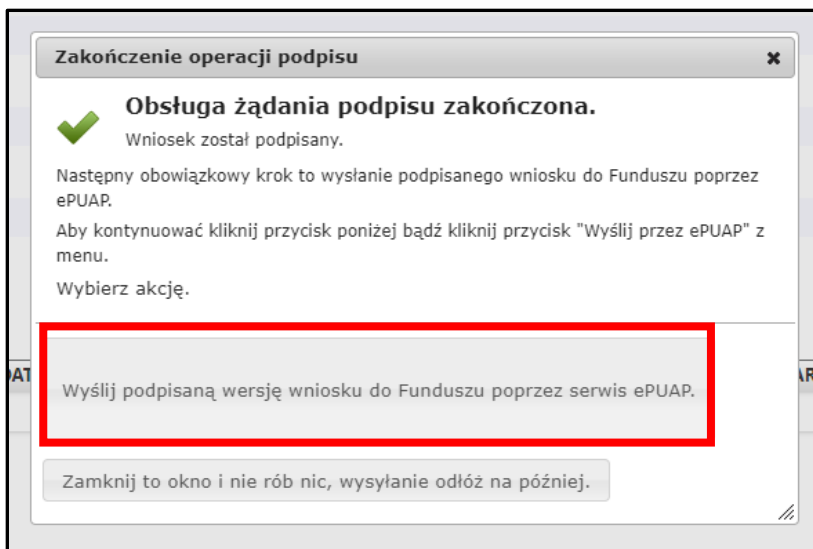 Zakończenie operacji podpisu
Obsługa żądania podpisu zakończona.
Wniosek został podpisany.
Następny obowiązkowy krok to wysłanie podpisanego wniosku do Funduszu poprzez
ePUAP.
Aby kontynuować kliknij przycisk poniżej bądź kliknij przycisk "Wyślij przez ePUAP" z
menu.
Wybierz akcję.
Wyślij podpisaną wersję wniosku do Funduszu poprzez serwis ePUAP.
Zamknij to okno i nie rób nic, wysyłanie odłóż na później.